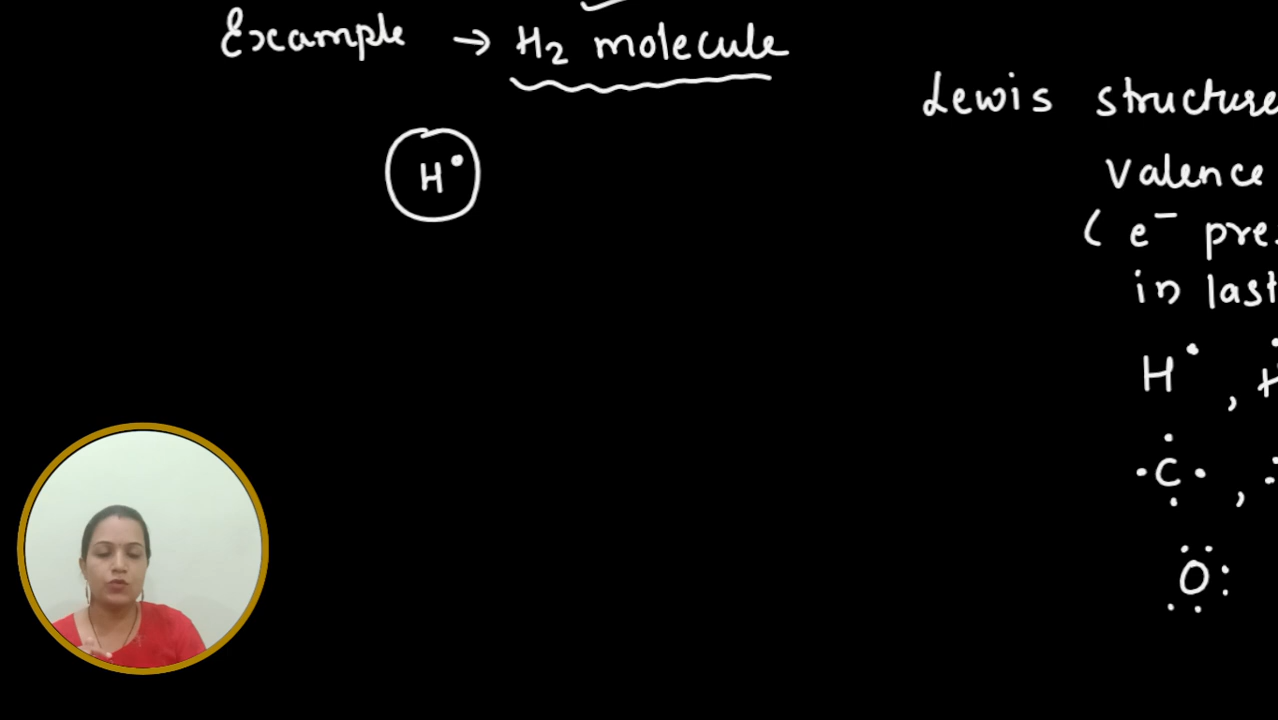 Example → H2 molecule
H•
Lewis structure
Valence
( e⁻ pre
in last
H• ,
C ,
O